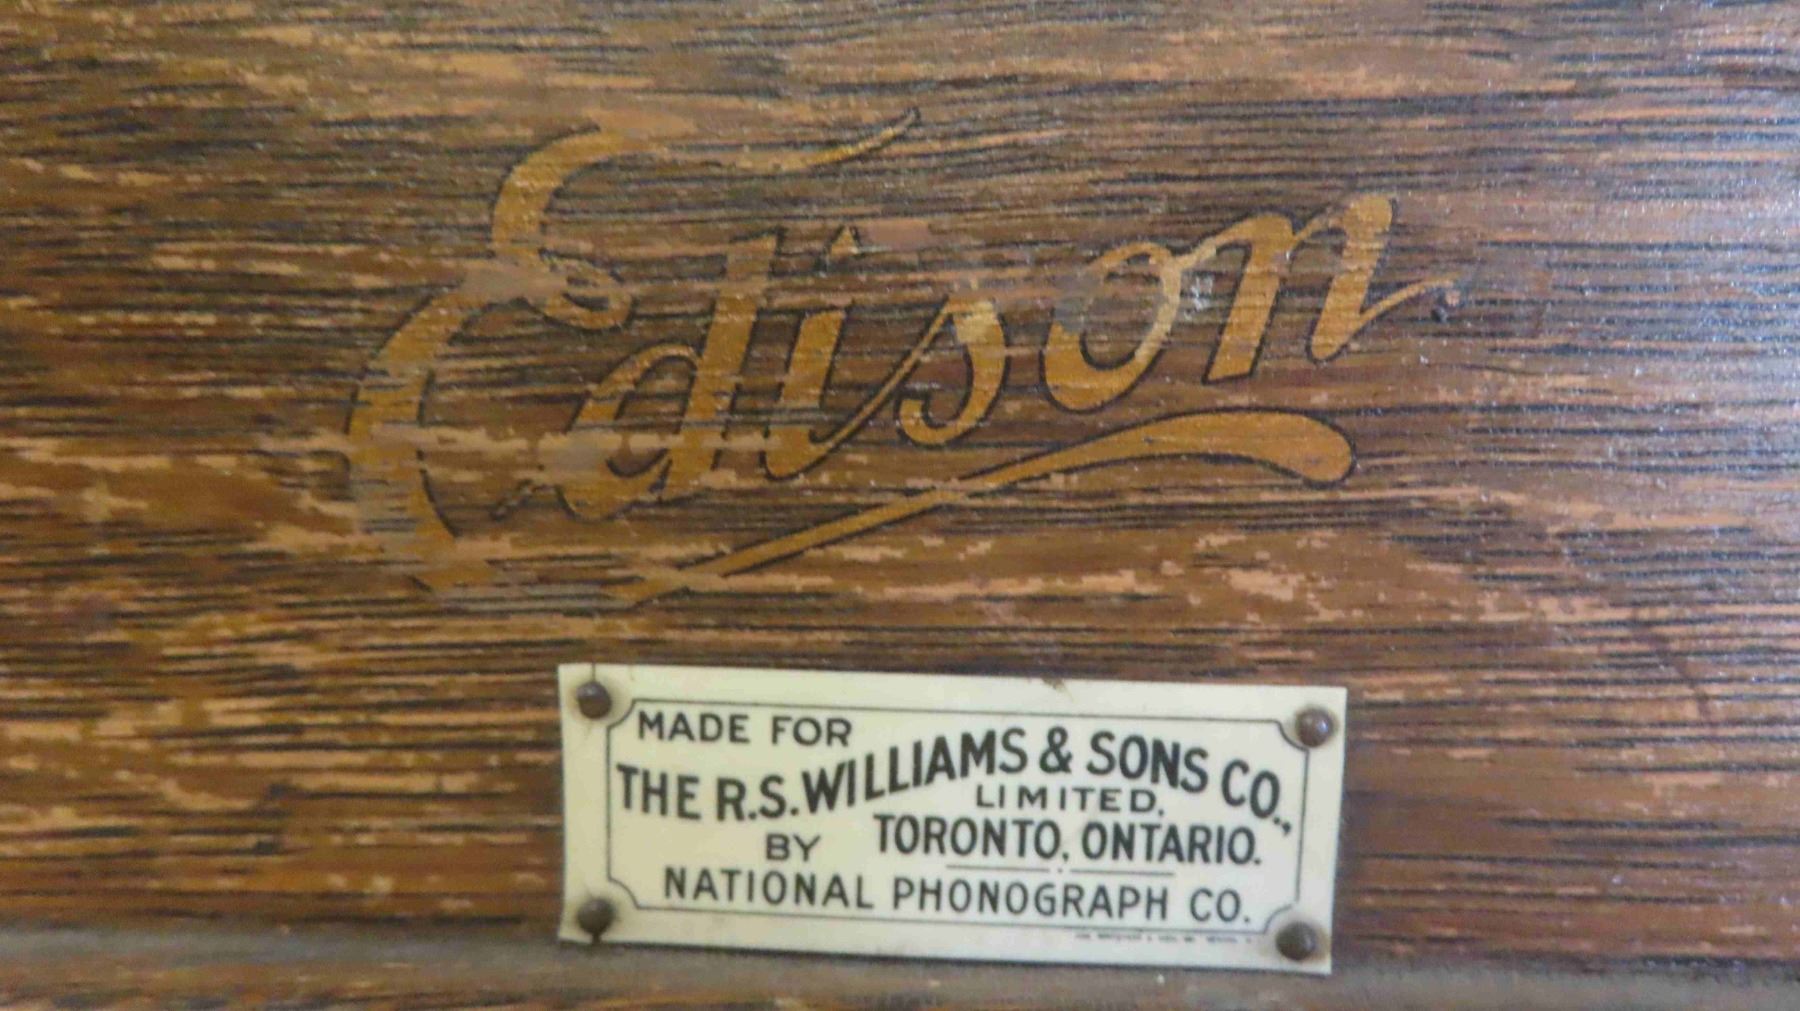 Edison
MADE FOR
THE R.S. WILLIAMS & SONS CO.,
LIMITED,
TORONTO, ONTARIO.
BY
NATIONAL PHONOGRAPH CO.